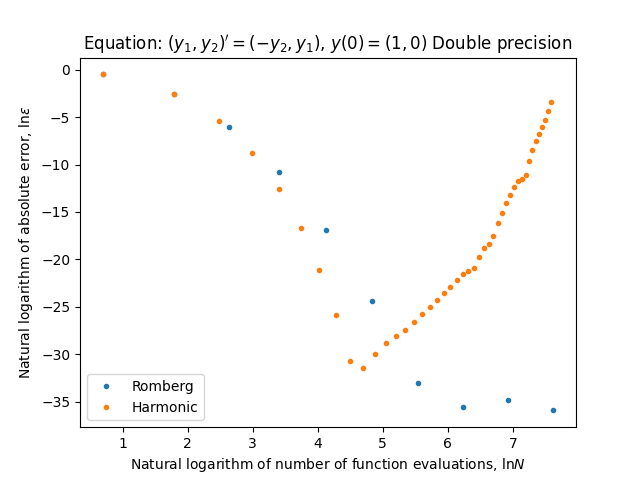 Equation: (y₁, y₂)′ = (−y₂, y₁), y(0) = (1, 0) Double precision
Natural logarithm of absolute error, lnε
0
−5
−10
−15
−20
−25
−30
−35
Romberg
Harmonic
1 2 3 4 5 6 7
Natural logarithm of number of function evaluations, lnN